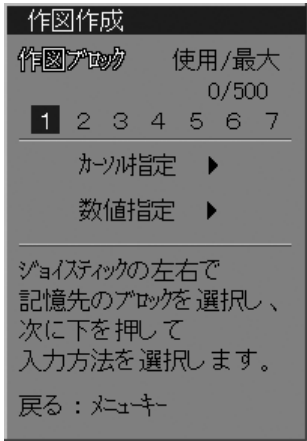 作図作成
作図ブロック 使用/最大
0/500
1 2 3 4 5 6 7
カーソル指定 ▶
数値指定 ▶
ジョイスティックの左右で
記憶先のブロックを選択し、
次に下を押して
入力方法を選択します。
戻る：メニューキー